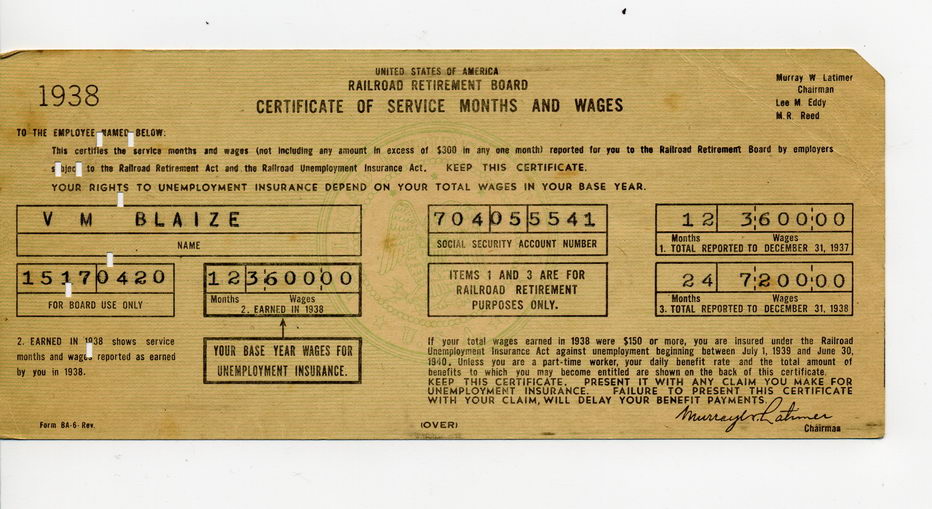 1938
UNITED STATES OF AMERICA
RAILROAD RETIREMENT BOARD
CERTIFICATE OF SERVICE MONTHS AND WAGES
Murray W Latimer
Chairman
Lee M. Eddy
M.R. Reed
TO THE EMPLOYEE NAMED BELOW:
This certifies the service months and wages (not including any amount in excess of $300 in any one month) reported for you to the Railroad Retirement Board by employers
subject to the Railroad Retirement Act and the Railroad Unemployment Insurance Act. KEEP THIS CERTIFICATE.
YOUR RIGHTS TO UNEMPLOYMENT INSURANCE DEPEND ON YOUR TOTAL WAGES IN YOUR BASE YEAR.
V M BLAIZE
NAME
704 05 5541
SOCIAL SECURITY ACCOUNT NUMBER
12 3600 00
Months Wages
1. TOTAL REPORTED TO DECEMBER 31, 1937
15170420
FOR BOARD USE ONLY
12 3600 00
Months Wages
2. EARNED IN 1938
ITEMS 1 AND 3 ARE FOR
RAILROAD RETIREMENT
PURPOSES ONLY.
24 7200 00
Months Wages
3. TOTAL REPORTED TO DECEMBER 31, 1938
2. EARNED IN 1938 shows service
months and wages reported as earned
by you in 1938.
YOUR BASE YEAR WAGES FOR
UNEMPLOYMENT INSURANCE.
If your total wages earned in 1938 were $150 or more, you are insured under the Railroad
Unemployment Insurance Act against unemployment beginning between July 1, 1939 and June 30,
1940. Unless you are a part-time worker, your daily benefit rate and the total amount of
benefits to which you may become entitled are shown on the back of this certificate.
KEEP THIS CERTIFICATE. PRESENT IT WITH ANY CLAIM YOU MAKE FOR
UNEMPLOYMENT INSURANCE. FAILURE TO PRESENT THIS CERTIFICATE
WITH YOUR CLAIM, WILL DELAY YOUR BENEFIT PAYMENTS.
Murray W. Latimer
Chairman
Form BA-6-Rev.
(OVER)